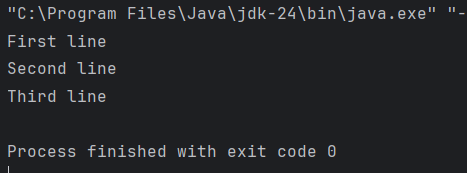 "C:\Program Files\Java\jdk-24\bin\java.exe" "-
First line
Second line
Third line
Process finished with exit code 0